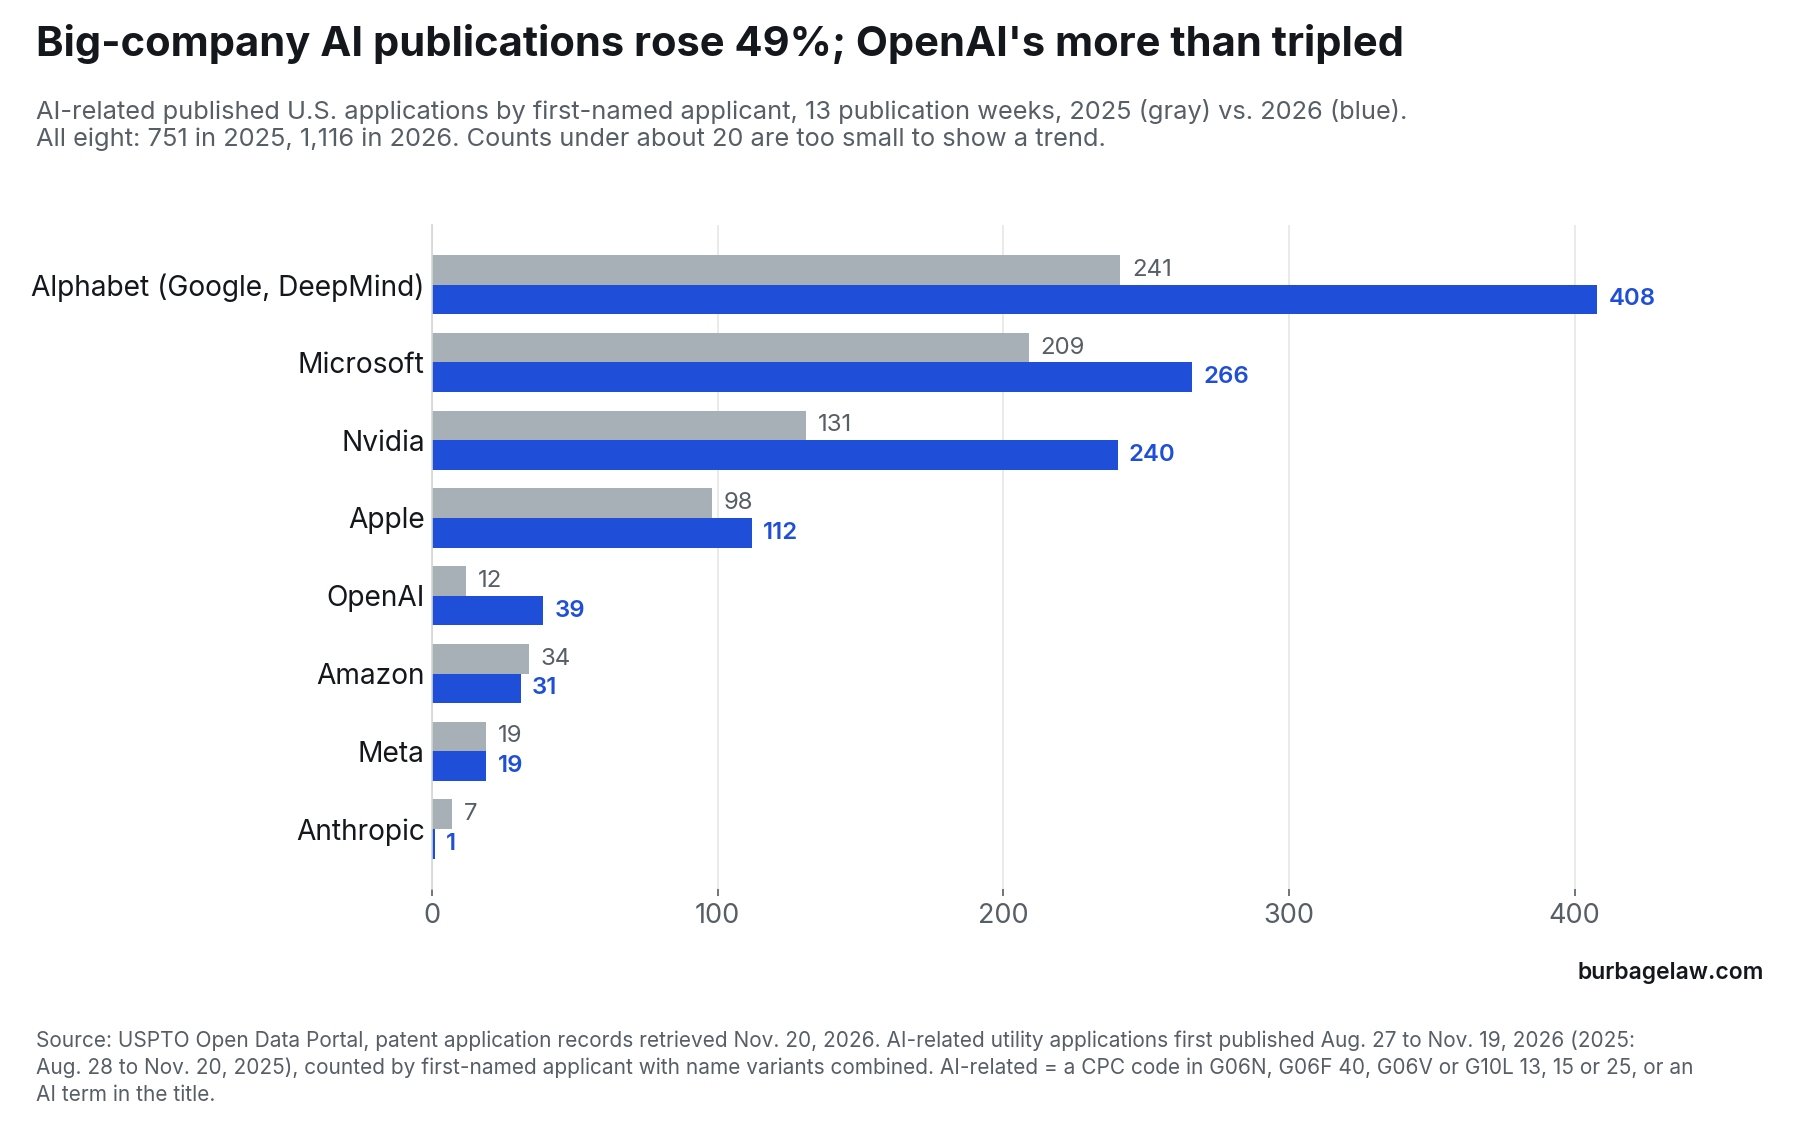 Big-company AI publications rose 49%; OpenAI's more than tripled
AI-related published U.S. applications by first-named applicant, 13 publication weeks, 2025 (gray) vs. 2026 (blue).
All eight: 751 in 2025, 1,116 in 2026. Counts under about 20 are too small to show a trend.
Alphabet (Google, DeepMind)
241
408
Microsoft
209
266
Nvidia
131
240
Apple
98
112
OpenAI
12
39
Amazon
34
31
Meta
19
19
Anthropic
7
1
0 100 200 300 400
burbagelaw.com
Source: USPTO Open Data Portal, patent application records retrieved Nov. 20, 2026. AI-related utility applications first published Aug. 27 to Nov. 19, 2026 (2025:
Aug. 28 to Nov. 20, 2025), counted by first-named applicant with name variants combined. AI-related = a CPC code in G06N, G06F 40, G06V or G10L 13, 15 or 25, or an
AI term in the title.